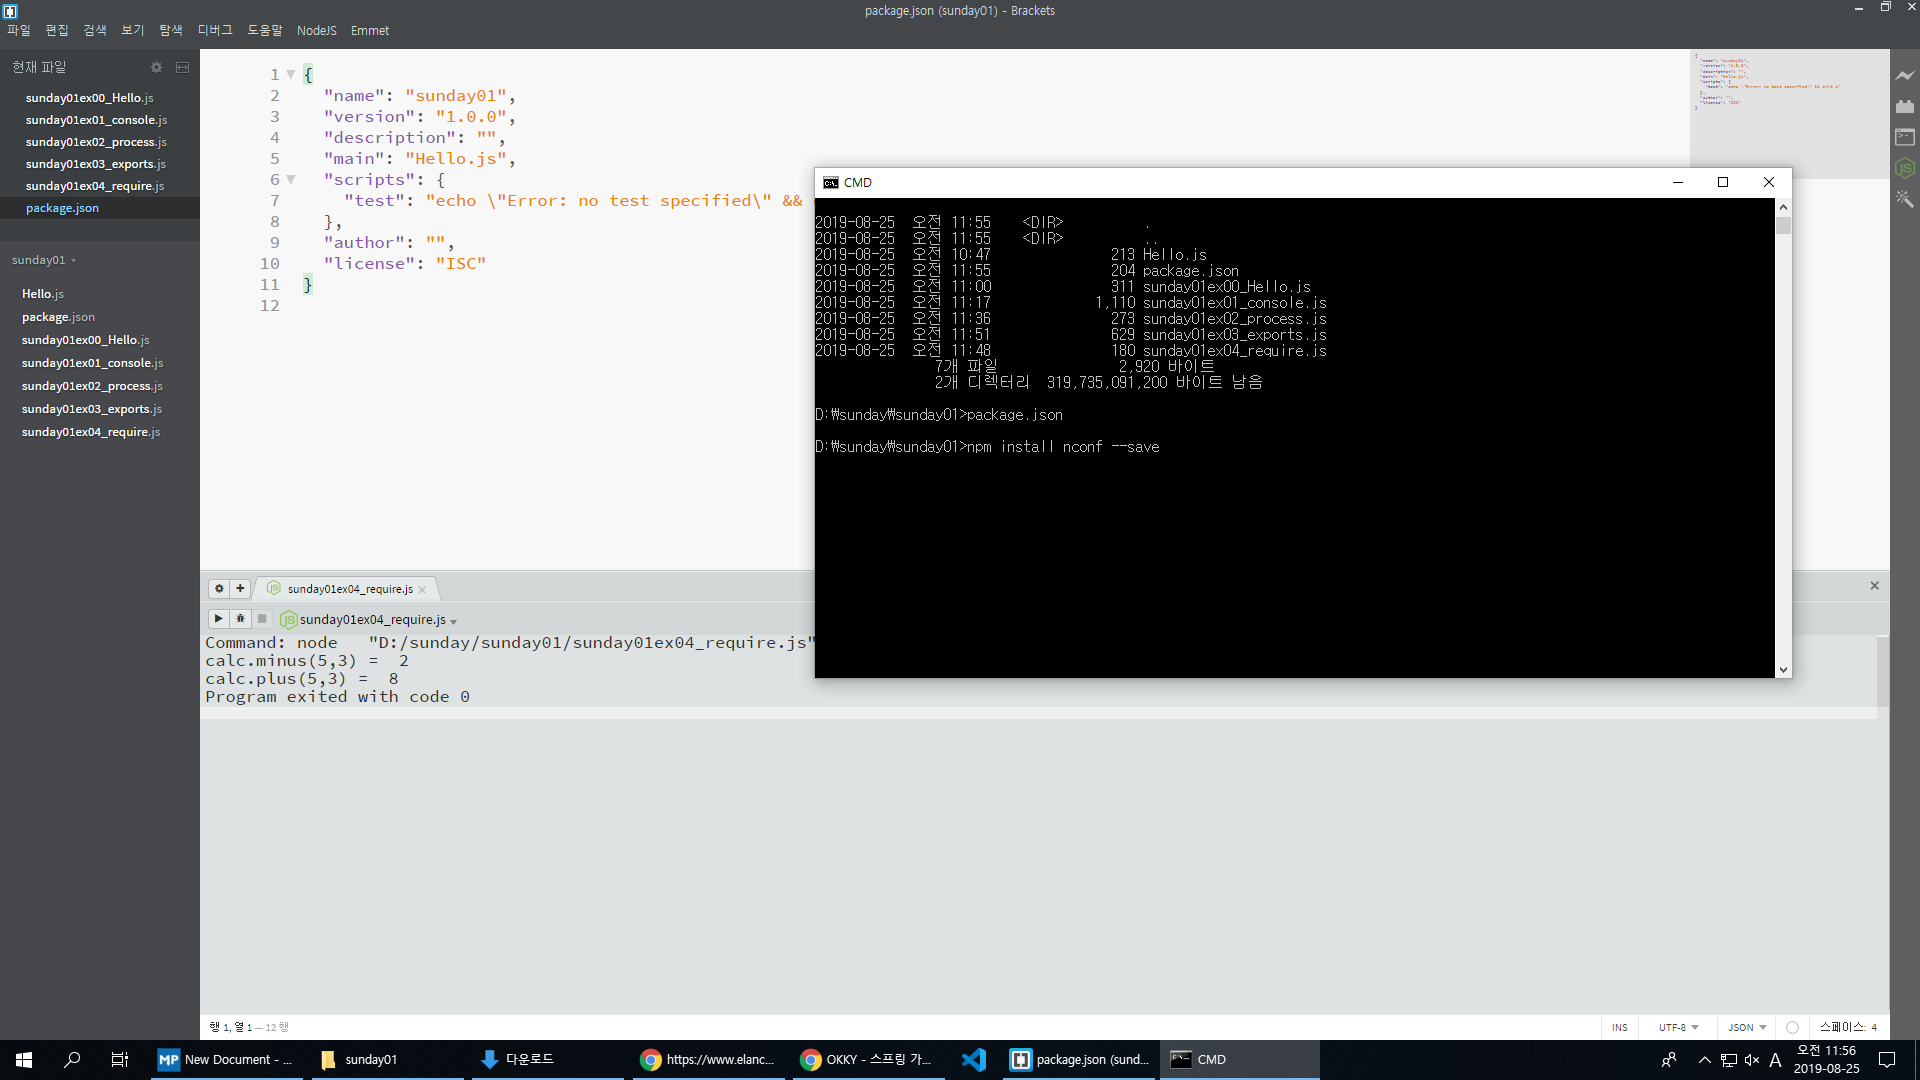 package.json (sunday01) - Brackets
파일 편집 검색 보기 탐색 디버그 도움말 NodeJS Emmet
현재 파일
sunday01ex00_Hello.js
sunday01ex01_console.js
sunday01ex02_process.js
sunday01ex03_exports.js
sunday01ex04_require.js
package.json
sunday01
Hello.js
package.json
sunday01ex00_Hello.js
sunday01ex01_console.js
sunday01ex02_process.js
sunday01ex03_exports.js
sunday01ex04_require.js
1 {
2 "name": "sunday01",
3 "version": "1.0.0",
4 "description": "",
5 "main": "Hello.js",
6 "scripts": {
7 "test": "echo \"Error: no test specified\" &&
8 },
9 "author": "",
10 "license": "ISC"
11 }
12
CMD
2019-08-25 오전 11:55 <DIR> .
2019-08-25 오전 11:55 <DIR> ..
2019-08-25 오전 10:47 213 Hello.js
2019-08-25 오전 11:55 204 package.json
2019-08-25 오전 11:00 311 sunday01ex00_Hello.js
2019-08-25 오전 11:17 1,110 sunday01ex01_console.js
2019-08-25 오전 11:36 273 sunday01ex02_process.js
2019-08-25 오전 11:51 629 sunday01ex03_exports.js
2019-08-25 오전 11:48 180 sunday01ex04_require.js
7개 파일 2,920 바이트
2개 디렉터리 319,735,091,200 바이트 남음
D:₩sunday₩sunday01>package.json
D:₩sunday₩sunday01>npm install nconf --save
sunday01ex04_require.js
sunday01ex04_require.js
Command: node "D:/sunday/sunday01/sunday01ex04_require.js"
calc.minus(5,3) = 2
calc.plus(5,3) = 8
Program exited with code 0
행 1, 열 1 — 12 행
INS UTF-8 JSON 스페이스: 4
MP New Document - ...
sunday01
다운로드
https://www.elanc...
OKKY - 스프링 가...
package.json (sund...
CMD
A
오전 11:56
2019-08-25